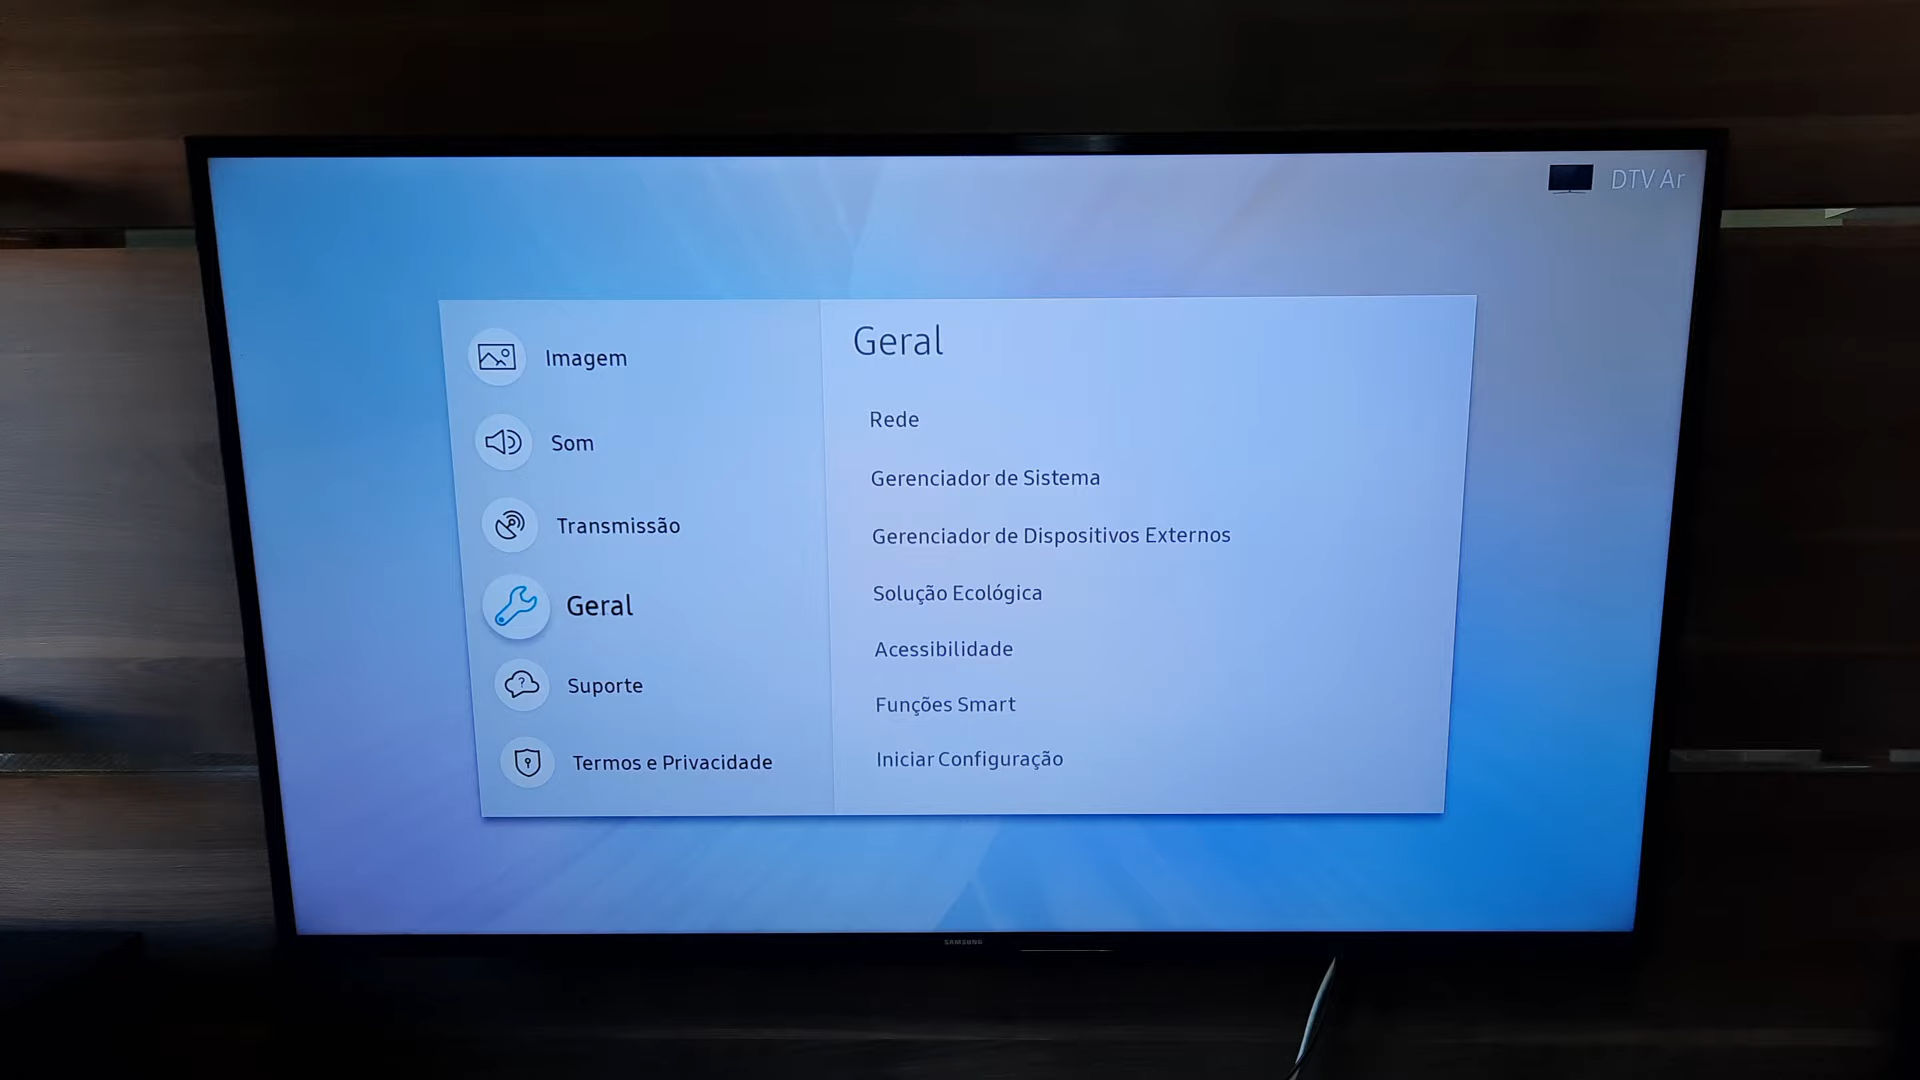 DTV Ar
Imagem
Som
Transmissão
Geral
Suporte
Termos e Privacidade
Geral
Rede
Gerenciador de Sistema
Gerenciador de Dispositivos Externos
Solução Ecológica
Acessibilidade
Funções Smart
Iniciar Configuração
SAMSUNG